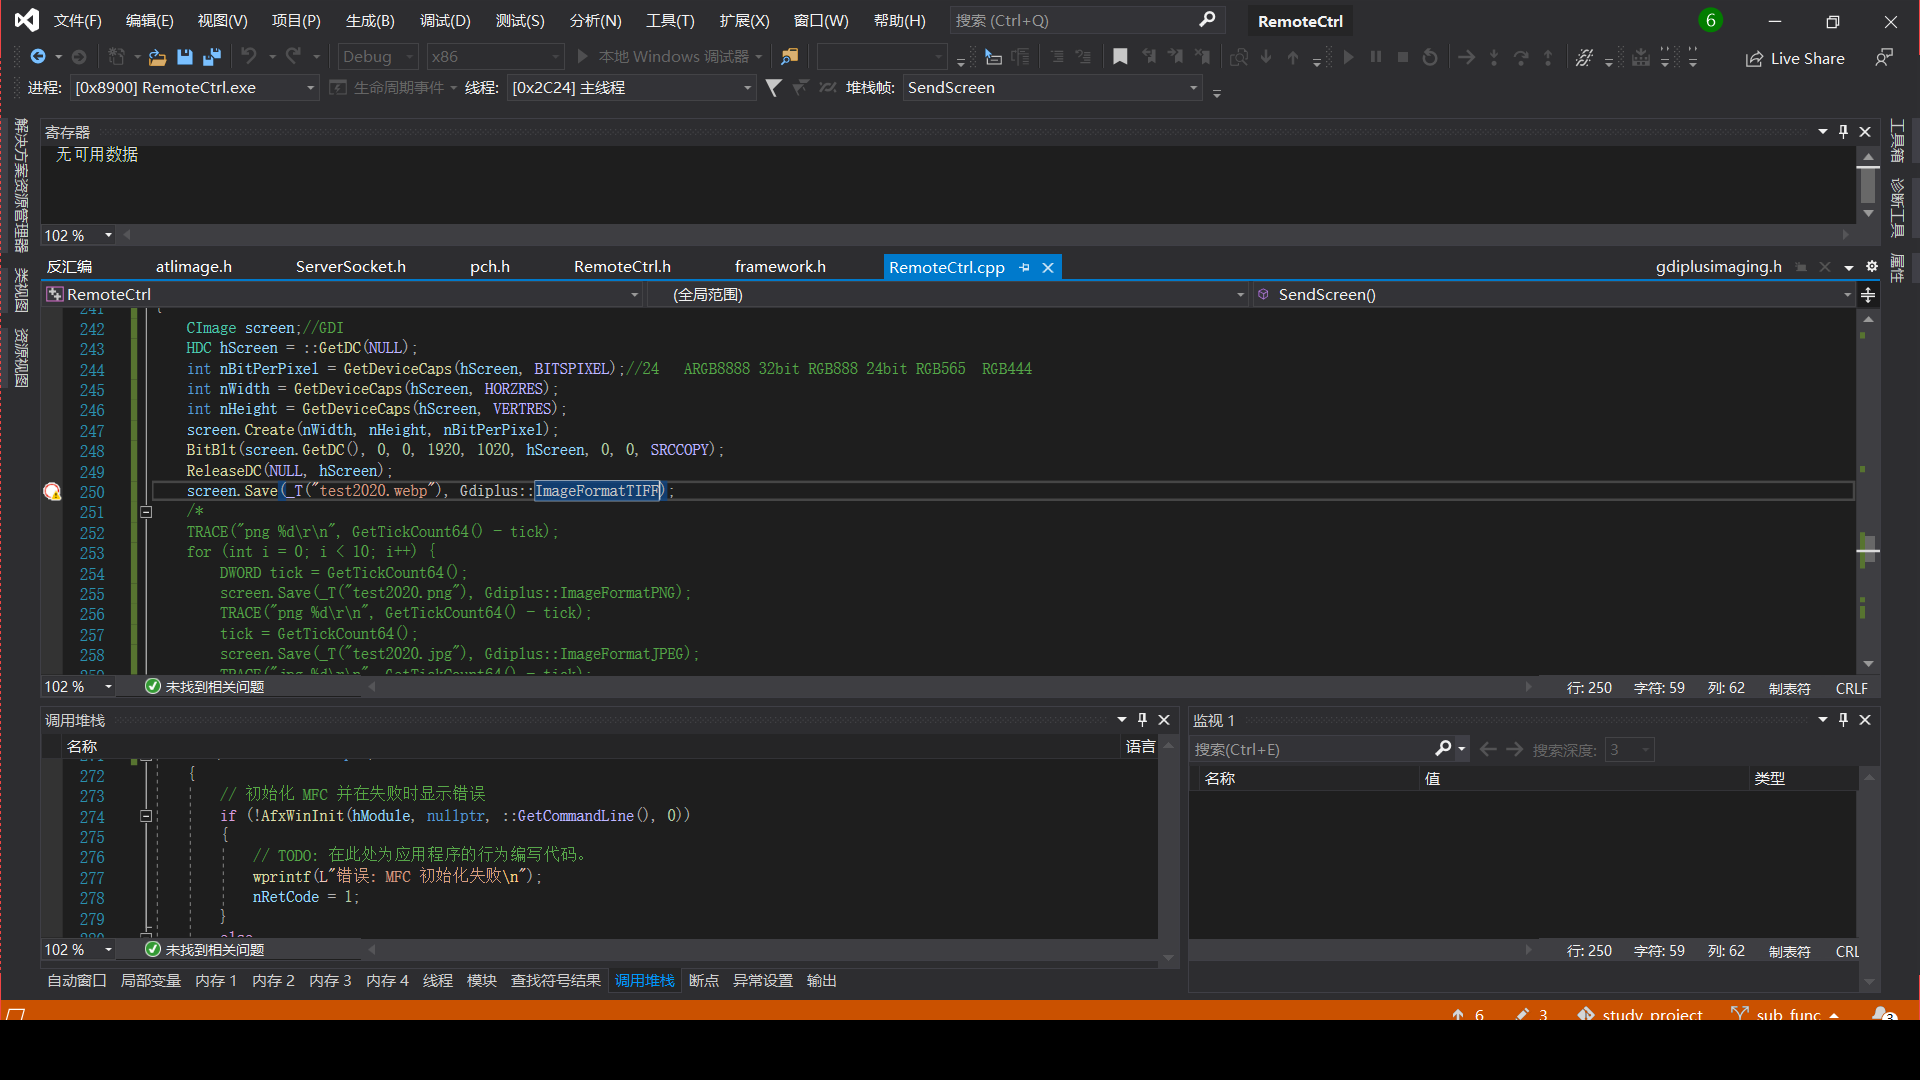 文件(F) 编辑(E) 视图(V) 项目(P) 生成(B) 调试(D) 测试(S) 分析(N) 工具(T) 扩展(X) 窗口(W) 帮助(H) 搜索 (Ctrl+Q) RemoteCtrl 6
Debug x86 本地 Windows 调试器 Live Share
进程: [0x8900] RemoteCtrl.exe 生命周期事件 线程: [0x2C24] 主线程 堆栈帧: SendScreen
解决方案资源管理器
类视图
资源视图
工具箱
诊断工具
属性
寄存器
无可用数据
102 %
反汇编 atlimage.h ServerSocket.h pch.h RemoteCtrl.h framework.h RemoteCtrl.cpp gdiplusimaging.h
RemoteCtrl (全局范围) SendScreen()
241 {
242 CImage screen;//GDI
243 HDC hScreen = ::GetDC(NULL);
244 int nBitPerPixel = GetDeviceCaps(hScreen, BITSPIXEL);//24 ARGB8888 32bit RGB888 24bit RGB565 RGB444
245 int nWidth = GetDeviceCaps(hScreen, HORZRES);
246 int nHeight = GetDeviceCaps(hScreen, VERTRES);
247 screen.Create(nWidth, nHeight, nBitPerPixel);
248 BitBlt(screen.GetDC(), 0, 0, 1920, 1020, hScreen, 0, 0, SRCCOPY);
249 ReleaseDC(NULL, hScreen);
250 screen.Save(_T("test2020.webp"), Gdiplus::ImageFormatTIFF);
251 /*
252 TRACE("png %d\r\n", GetTickCount64() - tick);
253 for (int i = 0; i < 10; i++) {
254 DWORD tick = GetTickCount64();
255 screen.Save(_T("test2020.png"), Gdiplus::ImageFormatPNG);
256 TRACE("png %d\r\n", GetTickCount64() - tick);
257 tick = GetTickCount64();
258 screen.Save(_T("test2020.jpg"), Gdiplus::ImageFormatJPEG);
259 TRACE("jpg %d\r\n", GetTickCount64() - tick);
102 % 未找到相关问题 行: 250 字符: 59 列: 62 制表符 CRLF
调用堆栈
名称 语言
272 {
273 // 初始化 MFC 并在失败时显示错误
274 if (!AfxWinInit(hModule, nullptr, ::GetCommandLine(), 0))
275 {
276 // TODO: 在此处为应用程序的行为编写代码。
277 wprintf(L"错误: MFC 初始化失败\n");
278 nRetCode = 1;
279 }
280 else
102 % 未找到相关问题
监视 1
搜索(Ctrl+E) 搜索深度: 3
名称 值 类型
行: 250 字符: 59 列: 62 制表符 CRL
自动窗口 局部变量 内存 1 内存 2 内存 3 内存 4 线程 模块 查找符号结果 调用堆栈 断点 异常设置 输出
6 3 study_project sub_func 3